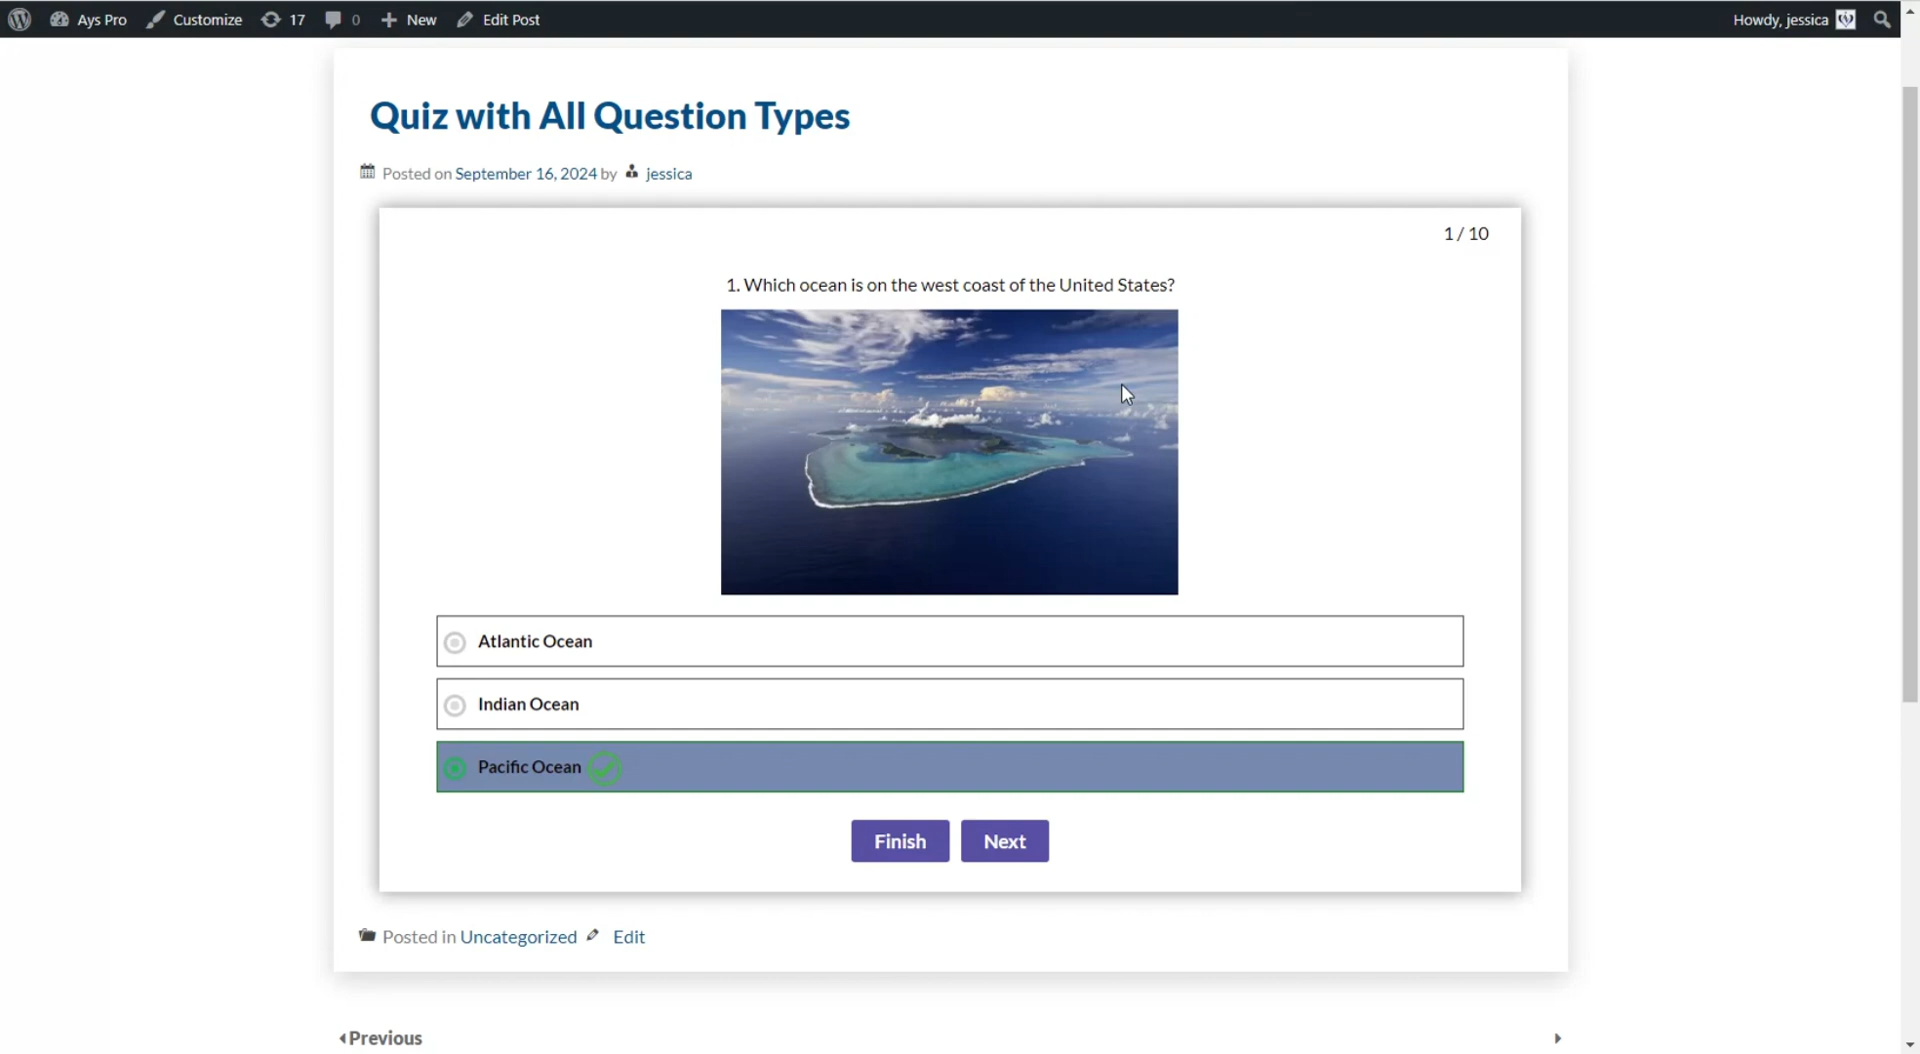 Ays Pro Customize 17 0 New Edit Post Howdy, jessica
Quiz with All Question Types
Posted on September 16, 2024 by jessica
1 / 10
1. Which ocean is on the west coast of the United States?
Atlantic Ocean
Indian Ocean
Pacific Ocean
Finish Next
Posted in Uncategorized Edit
Previous